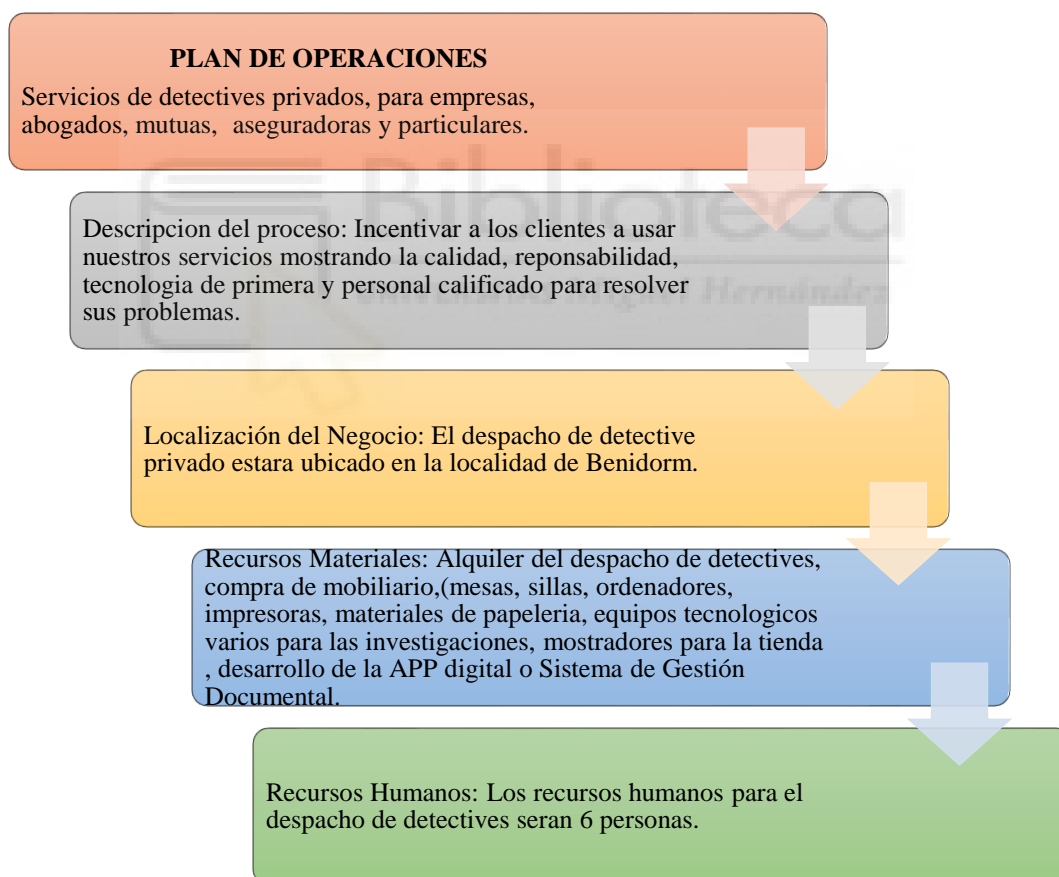 PLAN DE OPERACIONES
Servicios de detectives privados, para empresas,
abogados, mutuas, aseguradoras y particulares.
Biblioteca
Descripcion del proceso: Incentivar a los clientes a usar
nuestros servicios mostrando la calidad, reponsabilidad,
tecnologia de primera y personal calificado para resolver
sus problemas.
UNIVERSITAS Miguel Hernández
Localización del Negocio: El despacho de detective
privado estara ubicado en la localidad de Benidorm.
Recursos Materiales: Alquiler del despacho de detectives,
compra de mobiliario,(mesas, sillas, ordenadores,
impresoras, materiales de papeleria, equipos tecnologicos
varios para las investigaciones, mostradores para la tienda
, desarrollo de la APP digital o Sistema de Gestión
Documental.
Recursos Humanos: Los recursos humanos para el
despacho de detectives seran 6 personas.